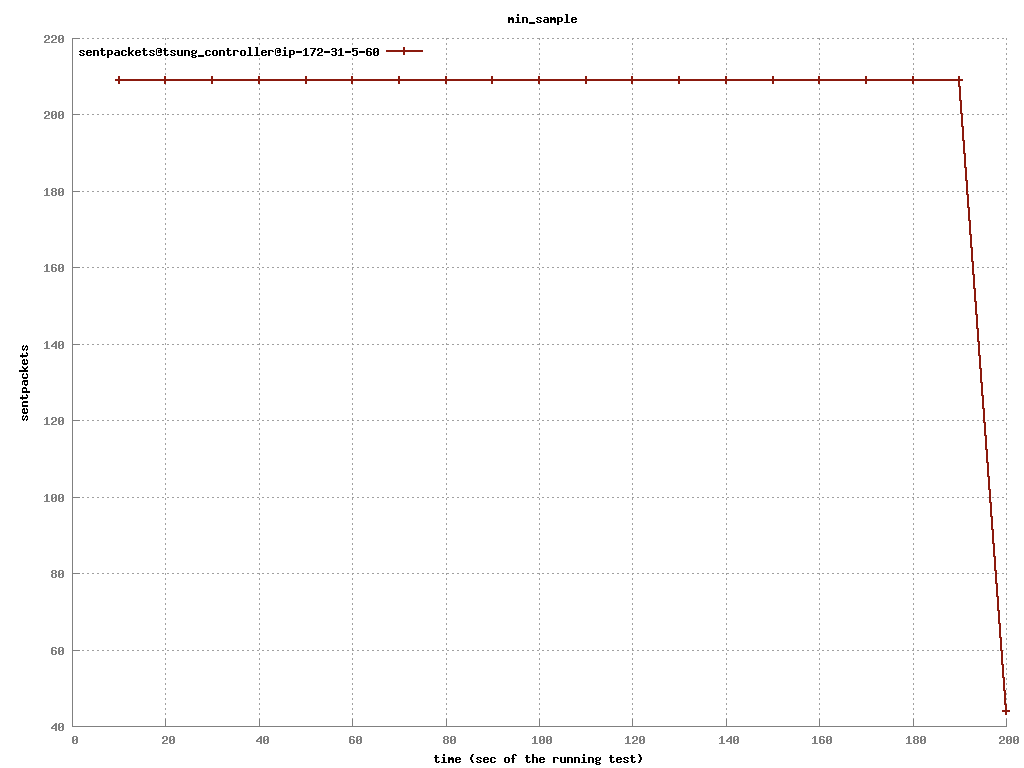 min_sample
220
sentpackets@tsung_controller@ip-172-31-5-60
200
180
160
140
sentpackets
120
100
80
60
40
0 20 40 60 80 100 120 140 160 180 200
time (sec of the running test)